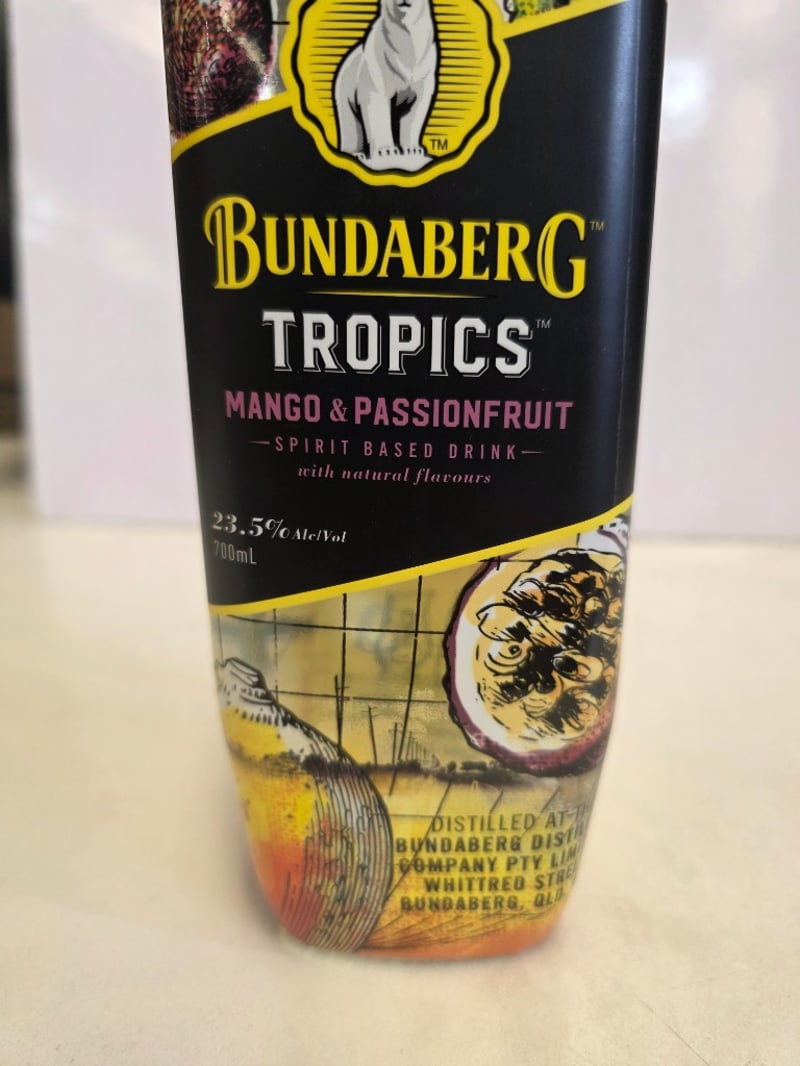 TM
BUNDABERG™
TROPICS™
MANGO & PASSIONFRUIT
SPIRIT BASED DRINK
with natural flavours
23.5% Alc/Vol
700mL
DISTILLED AT
BUNDABERG
COMPANY PTY
WHITTRED
BUNDABERG, QLD